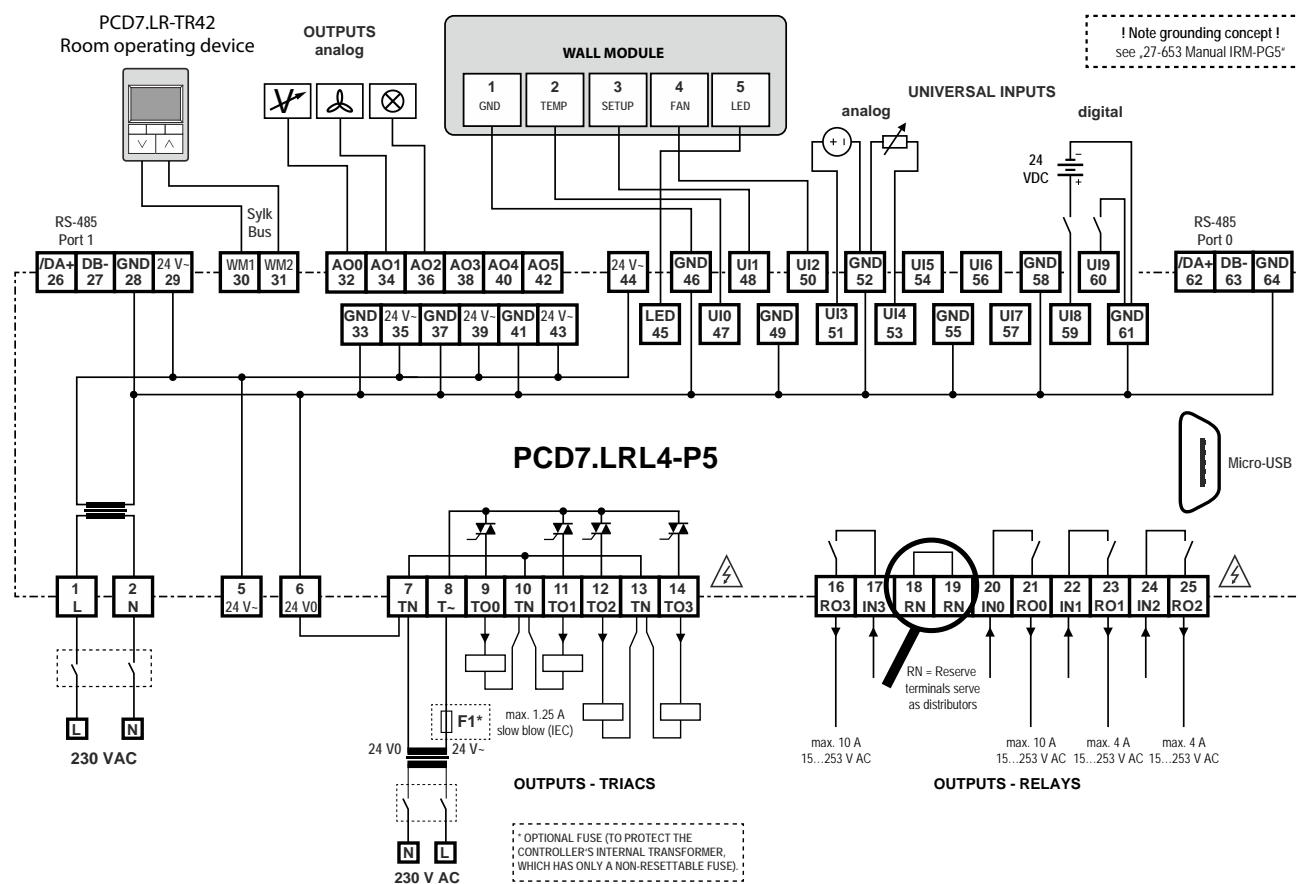 PCD7.LR-TR42
Room operating device
OUTPUTS
analog
WALL MODULE
1 2 3 4 5
GND TEMP SETUP FAN LED
! Note grounding concept !
see „27-653 Manual IRM-PG5“
UNIVERSAL INPUTS
analog
digital
+
24
VDC
–
+
Sylk
Bus
RS-485
Port 1
RS-485
Port 0
/DA+ DB- GND 24 V~ WM1 WM2 AO0 AO1 AO2 AO3 AO4 AO5 24 V~ GND UI1 UI2 GND UI5 UI6 GND UI9 /DA+ DB- GND
26 27 28 29 30 31 32 34 36 38 40 42 44 46 48 50 52 54 56 58 60 62 63 64
GND 24 V~ GND 24 V~ GND 24 V~ LED UI0 GND UI3 UI4 GND UI7 UI8 GND
33 35 37 39 41 43 45 47 49 51 53 55 57 59 61
PCD7.LRL4-P5
Micro-USB
1 2 5 6 7 8 9 10 11 12 13 14 16 17 18 19 20 21 22 23 24 25
L N 24 V~ 24 V0 TN T~ TO0 TN TO1 TO2 TN TO3 RO3 IN3 RN RN IN0 RO0 IN1 RO1 IN2 RO2
RN = Reserve
terminals serve
as distributors
F1*
max. 1.25 A
slow blow (IEC)
L N
230 VAC
24 V0 24 V~
max. 10 A max. 10 A max. 4 A max. 4 A
15...253 V AC 15...253 V AC 15...253 V AC 15...253 V AC
OUTPUTS - TRIACS
OUTPUTS - RELAYS
N L
230 V AC
* OPTIONAL FUSE (TO PROTECT THE
CONTROLLER'S INTERNAL TRANSFORMER,
WHICH HAS ONLY A NON-RESETTABLE FUSE).